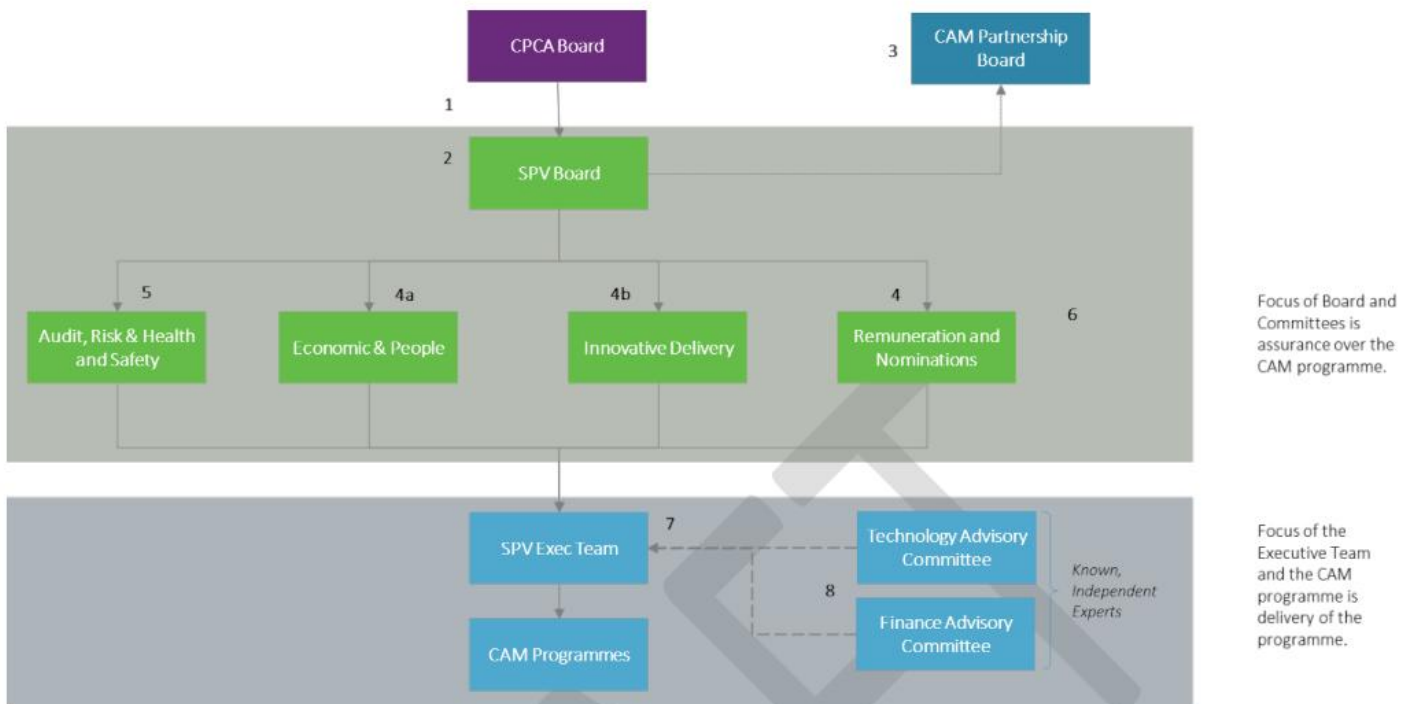 CPCA Board
3
CAM Partnership
Board
1
2
SPV Board
5
4a
4b
4
6
Audit, Risk & Health
and Safety
Economic & People
Innovative Delivery
Remuneration and
Nominations
Focus of Board and
Committees is
assurance over the
CAM programme.
SPV Exec Team
7
Technology Advisory
Committee
8
Known,
Independent
Experts
CAM Programmes
Finance Advisory
Committee
Focus of the
Executive Team
and the CAM
programme is
delivery of the
programme.